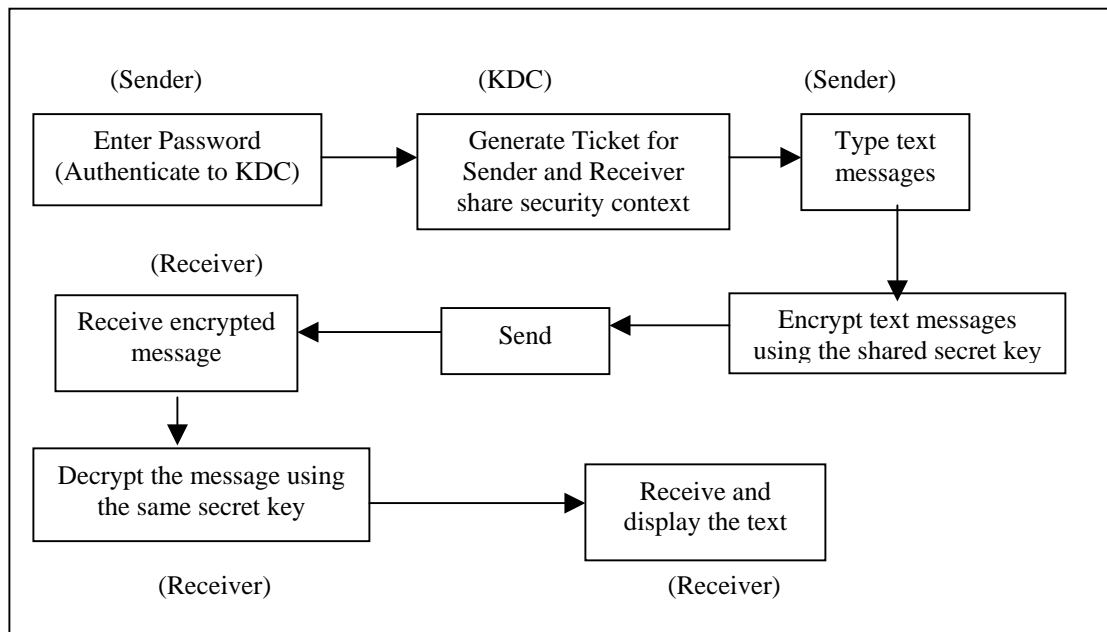 (Sender)
(KDC)
(Sender)
Enter Password
(Authenticate to KDC)
Generate Ticket for
Sender and Receiver
share security context
Type text
messages
(Receiver)
Receive encrypted
message
Send
Encrypt text messages
using the shared secret key
Decrypt the message using
the same secret key
Receive and
display the text
(Receiver)
(Receiver)